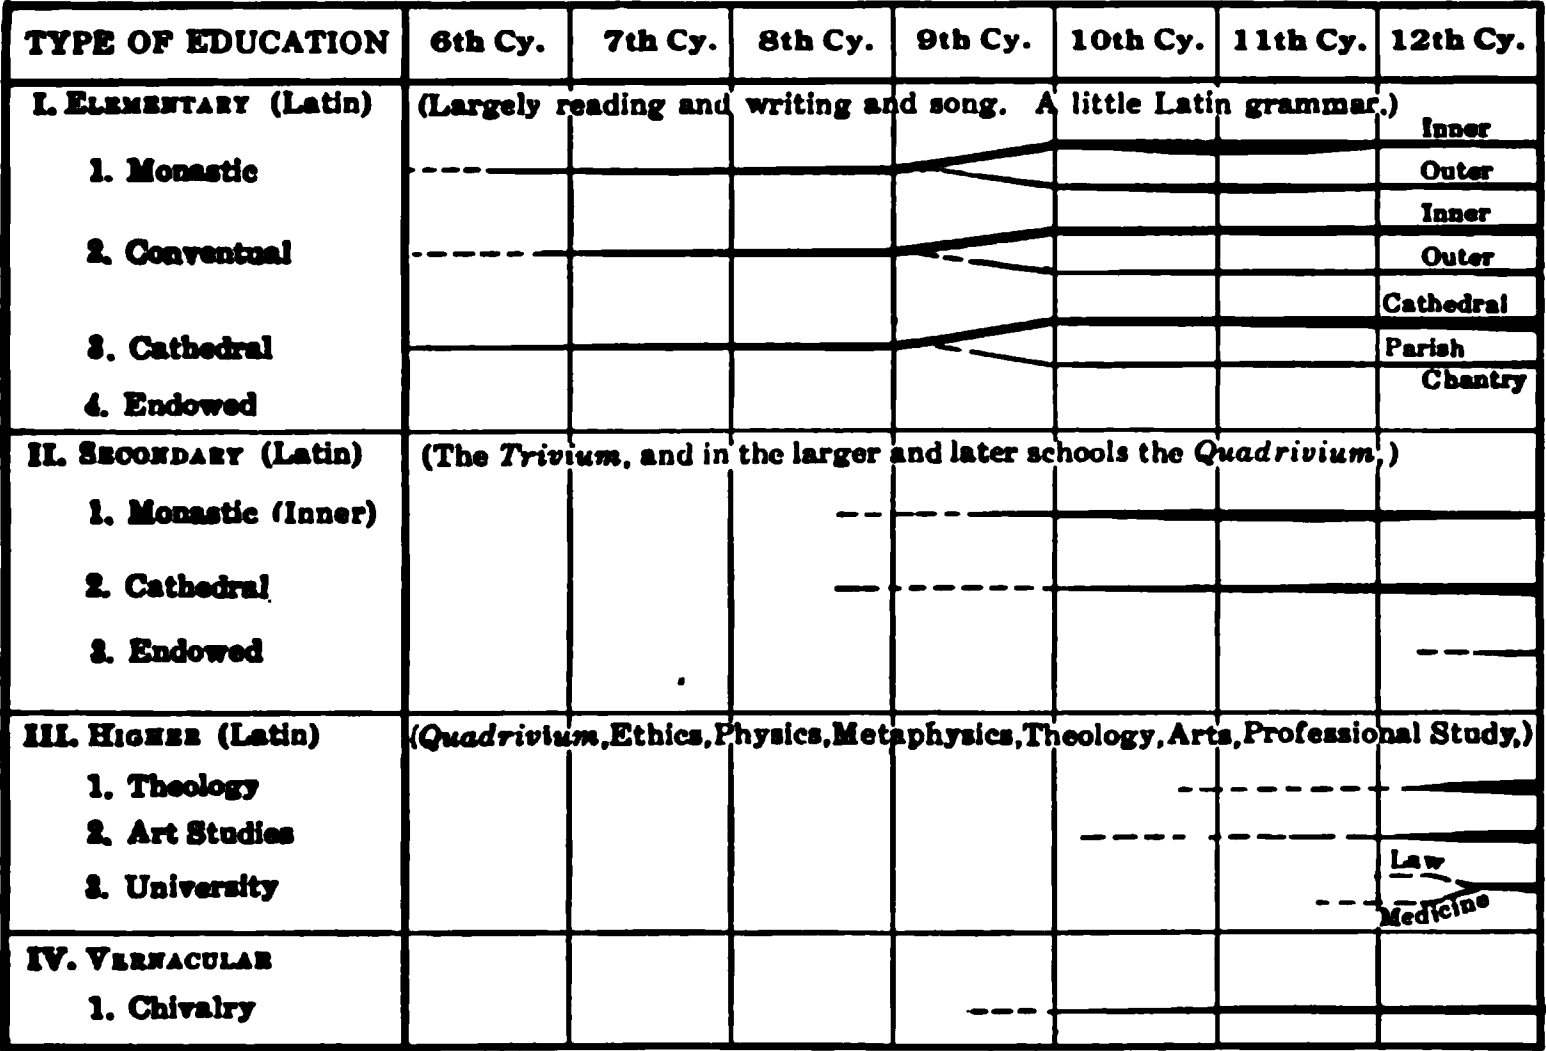 TYPE OF EDUCATION 6th Cy. 7th Cy. 8th Cy. 9th Cy. 10th Cy. 11th Cy. 12th Cy.
I. ELEMENTARY (Latin) (Largely reading and writing and song. A little Latin grammar.)
Inner
1. Monastic
Outer
Inner
2. Conventual
Outer
Cathedral
3. Cathedral
Parish
Chantry
4. Endowed
II. SECONDARY (Latin) (The Trivium, and in the larger and later schools the Quadrivium,)
1. Monastic (Inner)
2. Cathedral
3. Endowed
III. HIGHER (Latin) (Quadrivium, Ethics, Physics, Metaphysics, Theology, Arts, Professional Study,)
1. Theology
2. Art Studies
Law
3. University
Medicine
IV. VERNACULAR
1. Chivalry